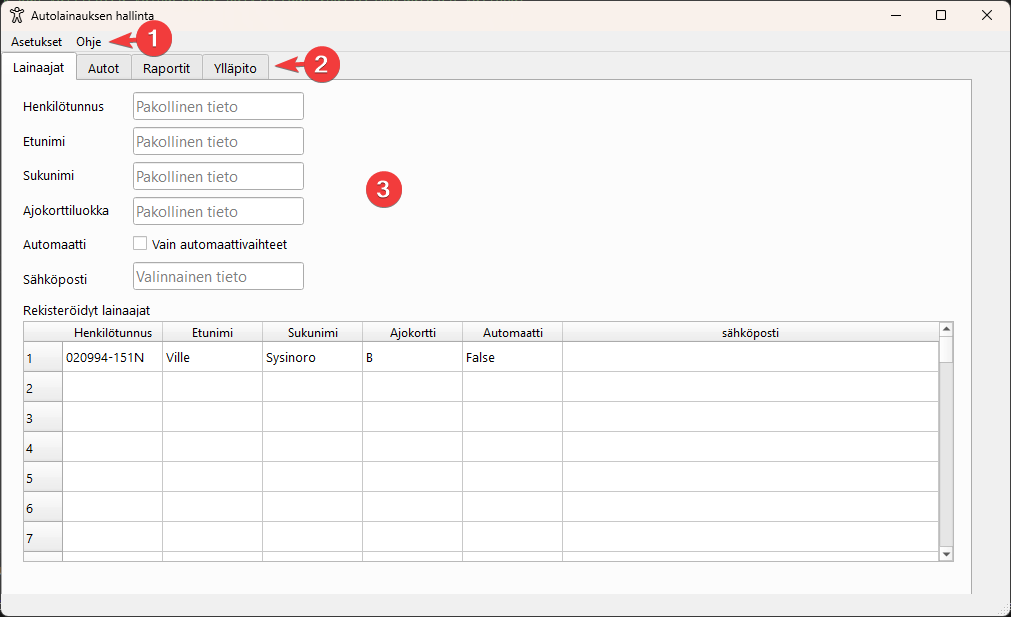 Autolainauksen hallinta
Asetukset Ohje 1
Lainaajat Autot Raportit Ylläpito 2
Henkilötunnus Pakollinen tieto
Etunimi Pakollinen tieto
Sukunimi Pakollinen tieto 3
Ajokorttiluokka Pakollinen tieto
Automaatti Vain automaattivaihteet
Sähköposti Valinnainen tieto
Rekisteröidyt lainaajat
Henkilötunnus Etunimi Sukunimi Ajokortti Automaatti sähköposti
1 020994-151N Ville Sysinoro B False
2
3
4
5
6
7